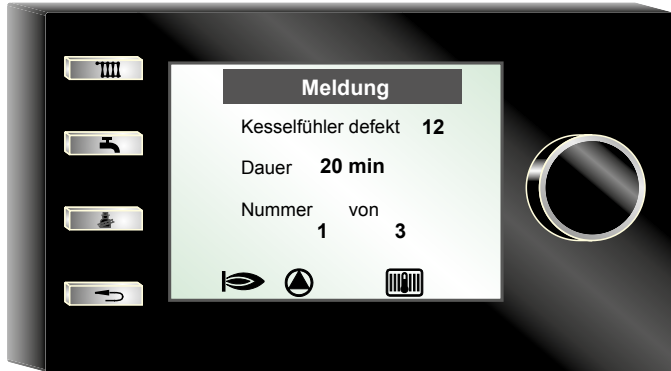 Meldung
Kesselfühler defekt 12
Dauer 20 min
Nummer von
1 3